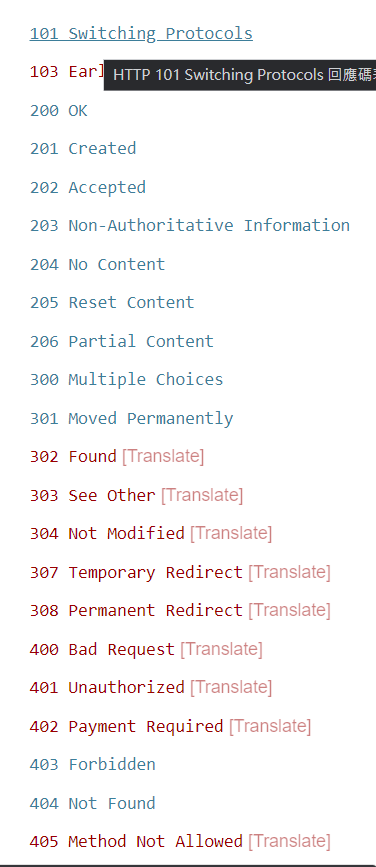 101 Switching Protocols
103 Earl
HTTP 101 Switching Protocols 回應碼
200 OK
201 Created
202 Accepted
203 Non-Authoritative Information
204 No Content
205 Reset Content
206 Partial Content
300 Multiple Choices
301 Moved Permanently
302 Found [Translate]
303 See Other [Translate]
304 Not Modified [Translate]
307 Temporary Redirect [Translate]
308 Permanent Redirect [Translate]
400 Bad Request [Translate]
401 Unauthorized [Translate]
402 Payment Required [Translate]
403 Forbidden
404 Not Found
405 Method Not Allowed [Translate]